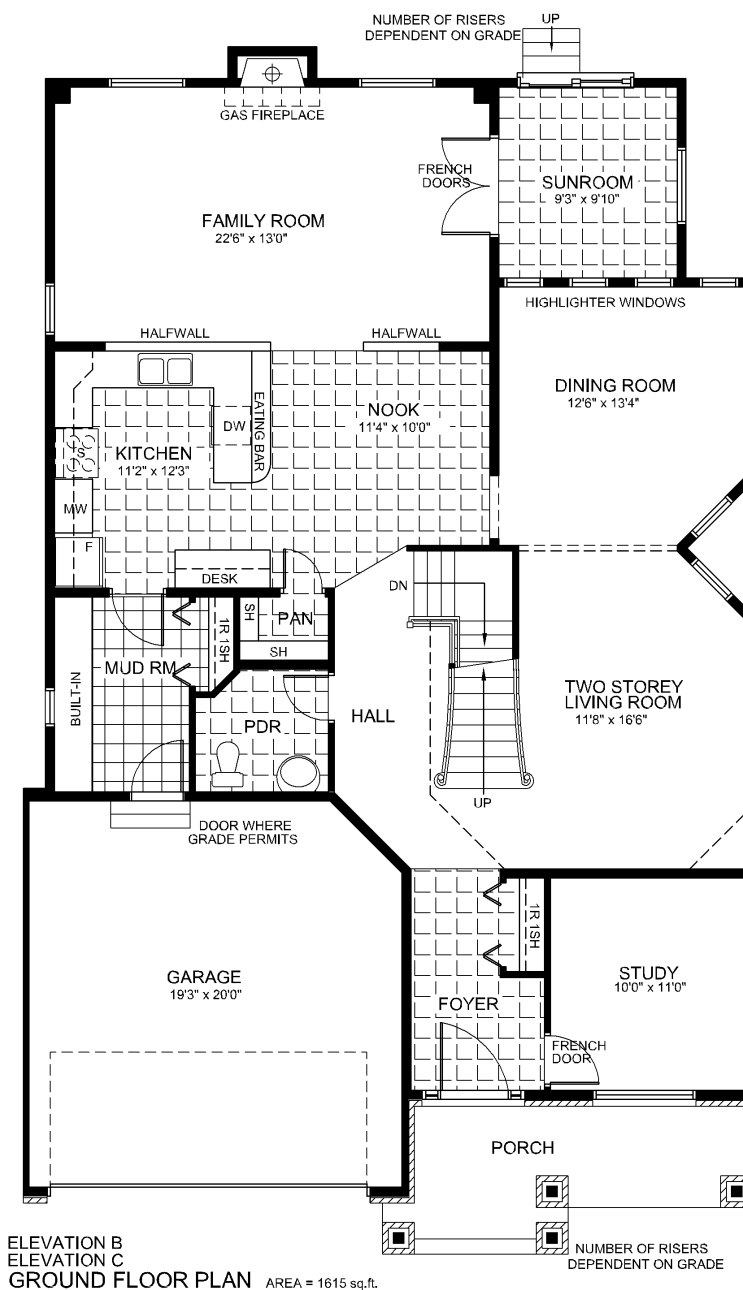 NUMBER OF RISERS
DEPENDENT ON GRADE
UP
GAS FIREPLACE
FRENCH
DOORS
SUNROOM
9'3" x 9'10"
FAMILY ROOM
22'6" x 13'0"
HIGHLIGHTER WINDOWS
HALFWALL
HALFWALL
DINING ROOM
12'6" x 13'4"
EATING BAR
NOOK
11'4" x 10'0"
DW
KITCHEN
11'2" x 12'3"
S
MW
F
DESK
DN
SH
PAN
1R 1SH
SH
MUD RM
BUILT-IN
TWO STOREY
LIVING ROOM
11'8" x 16'6"
HALL
PDR
UP
DOOR WHERE
GRADE PERMITS
1R 1SH
GARAGE
19'3" x 20'0"
STUDY
10'0" x 11'0"
FOYER
FRENCH
DOOR
PORCH
ELEVATION B
ELEVATION C
GROUND FLOOR PLAN AREA = 1615 sq.ft.
NUMBER OF RISERS
DEPENDENT ON GRADE